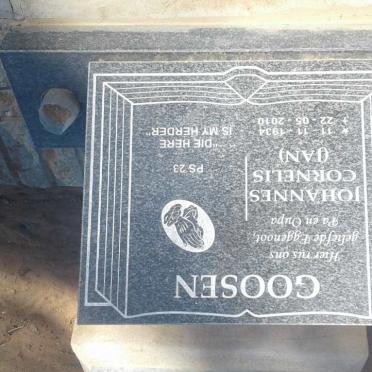 GOOSEN
Hier rus ons
geliefde Eggenoot,
Pa en Oupa
JOHANNES
CORNELIS
(JAN)
★ 11 - 11 - 1934
† 22 - 05 - 2010
PS 23
"DIE HERE
IS MY HERDER"